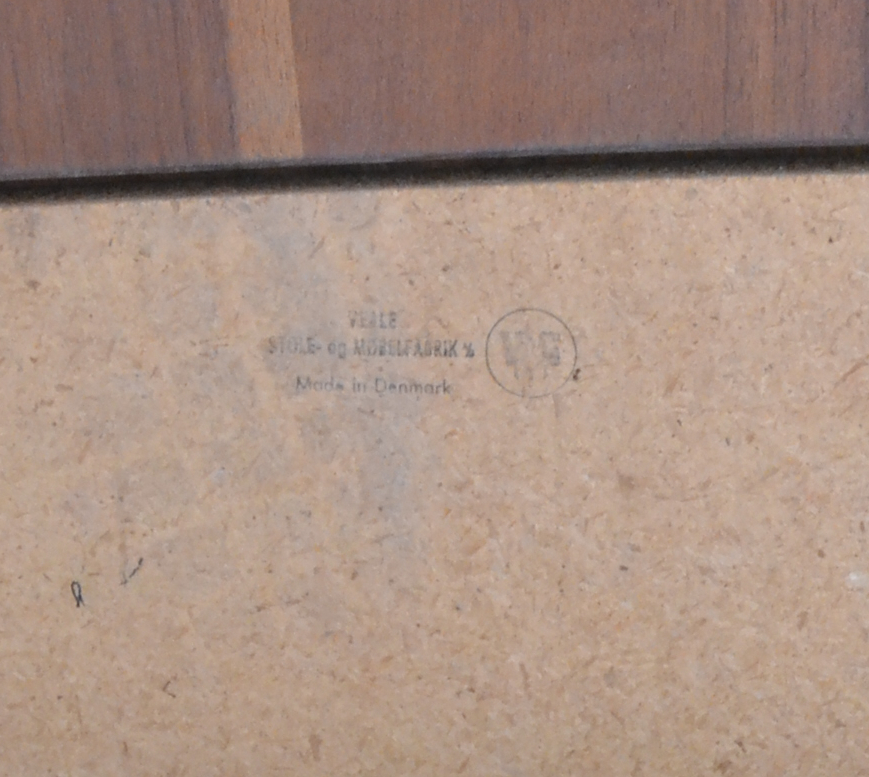 VEJLE
STOLE- og MØBELFABRIK A/S
Made in Denmark